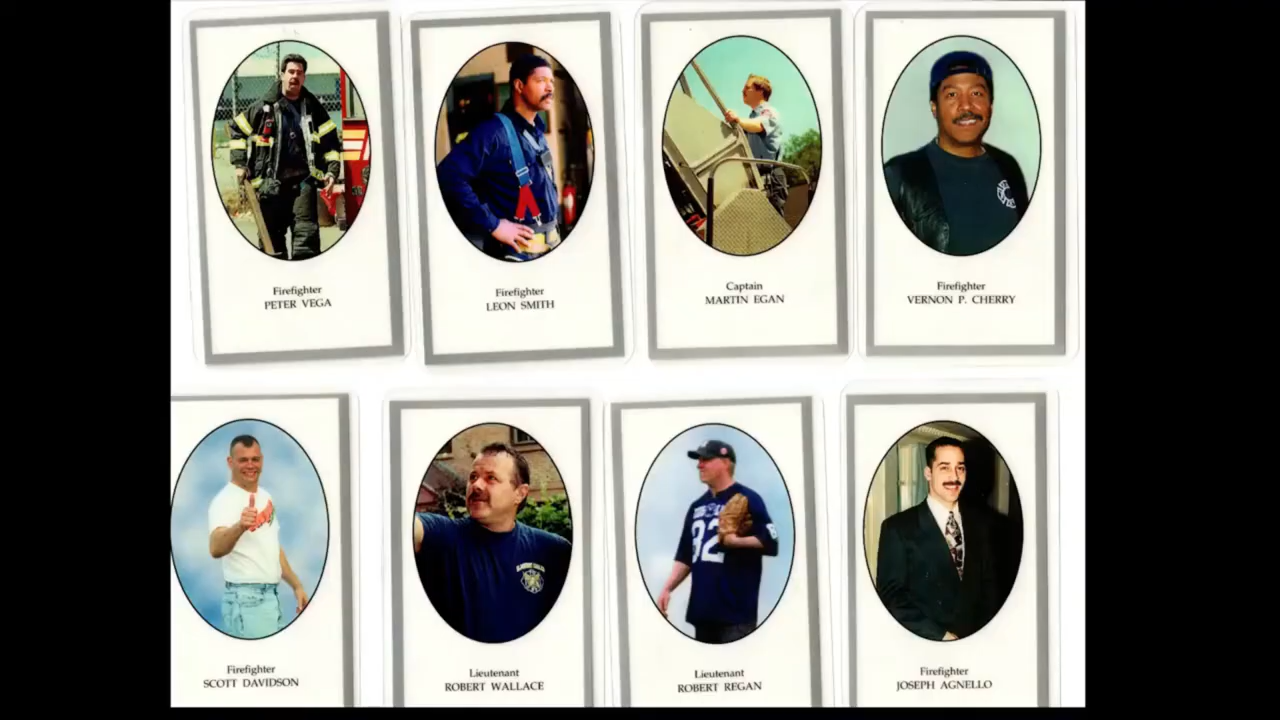 Firefighter
PETER VEGA
Firefighter
LEON SMITH
Captain
MARTIN EGAN
Firefighter
VERNON P. CHERRY
Firefighter
SCOTT DAVIDSON
Lieutenant
ROBERT WALLACE
82
Lieutenant
ROBERT REGAN
Firefighter
JOSEPH AGNELLO